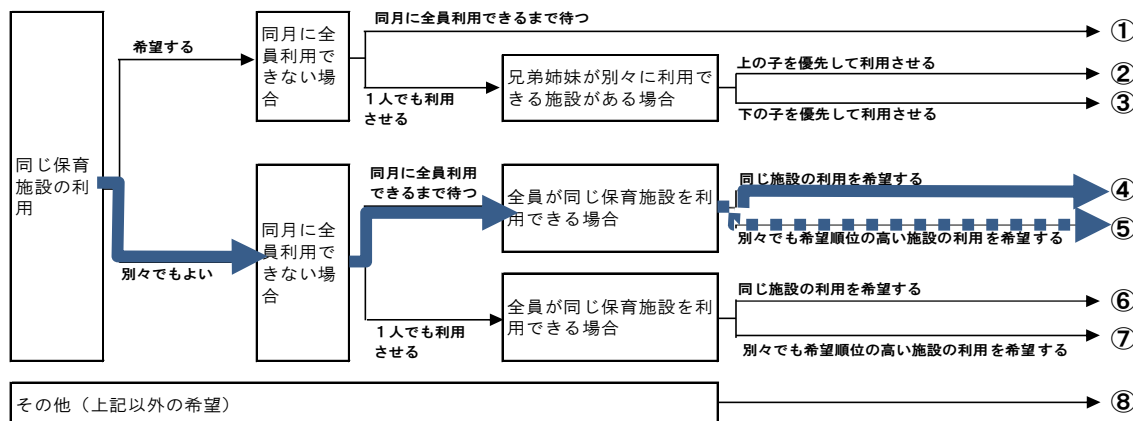 同じ保育
施設の利
用
希望する
別々でもよい
同月に全
員利用で
きない場
合
同月に全員利用できるまで待つ
①
１人でも利用
させる
兄弟姉妹が別々に利用で
きる施設がある場合
上の子を優先して利用させる
②
下の子を優先して利用させる
③
同月に全
員利用で
きない場
合
同月に全員利用
できるまで待つ
全員が同じ保育施設を利
用できる場合
同じ施設の利用を希望する
④
別々でも希望順位の高い施設の利用を希望する
⑤
１人でも利用
させる
全員が同じ保育施設を利
用できる場合
同じ施設の利用を希望する
⑥
別々でも希望順位の高い施設の利用を希望する
⑦
その他（上記以外の希望）
⑧